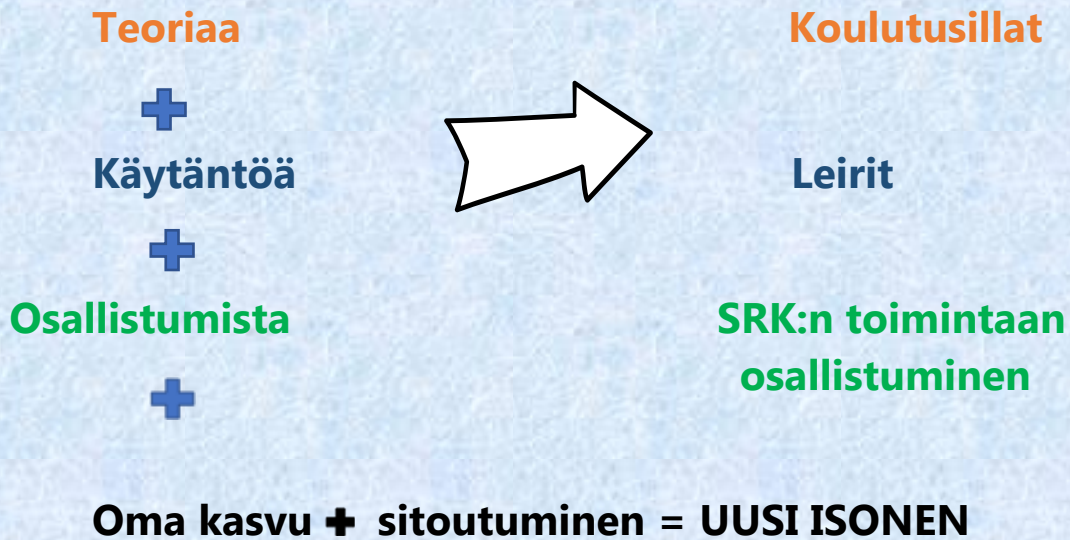 Teoriaa
Koulutusillat
Käytäntöä
Leirit
Osallistumista
SRK:n toimintaan
osallistuminen
Oma kasvu + sitoutuminen = UUSI ISONEN